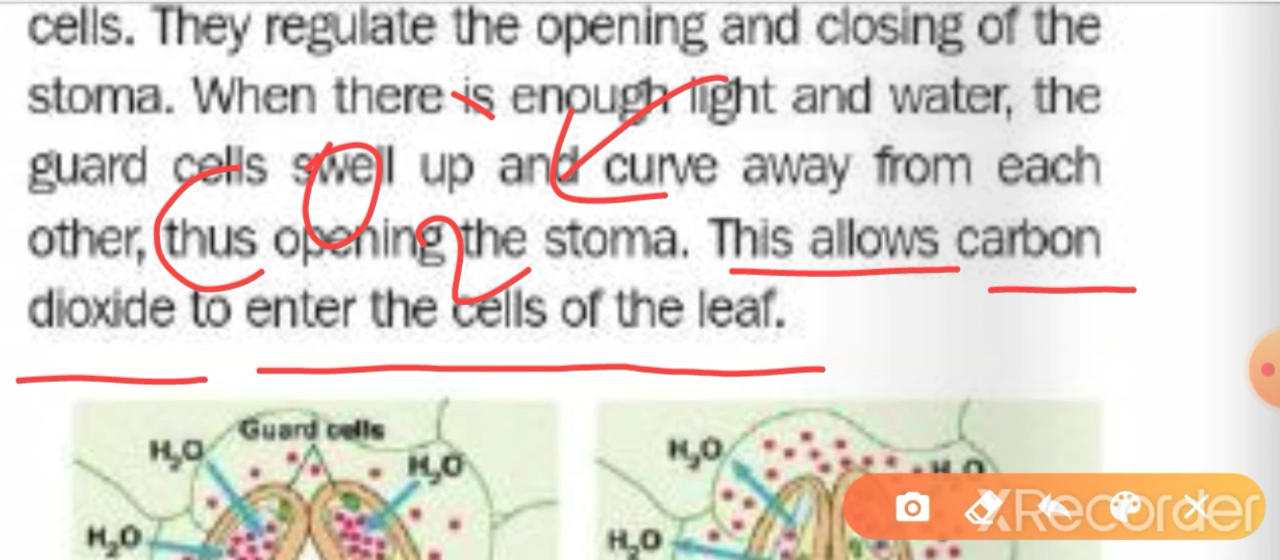 cells. They regulate the opening and closing of the
stoma. When there is enough light and water, the
guard cells swell up and curve away from each
other, thus opening the stoma. This allows carbon
dioxide to enter the cells of the leaf.
CO2
Guard cells
H₂O
H₂O
H₂O
H₂O
H₂O
H₂O
XRecorder